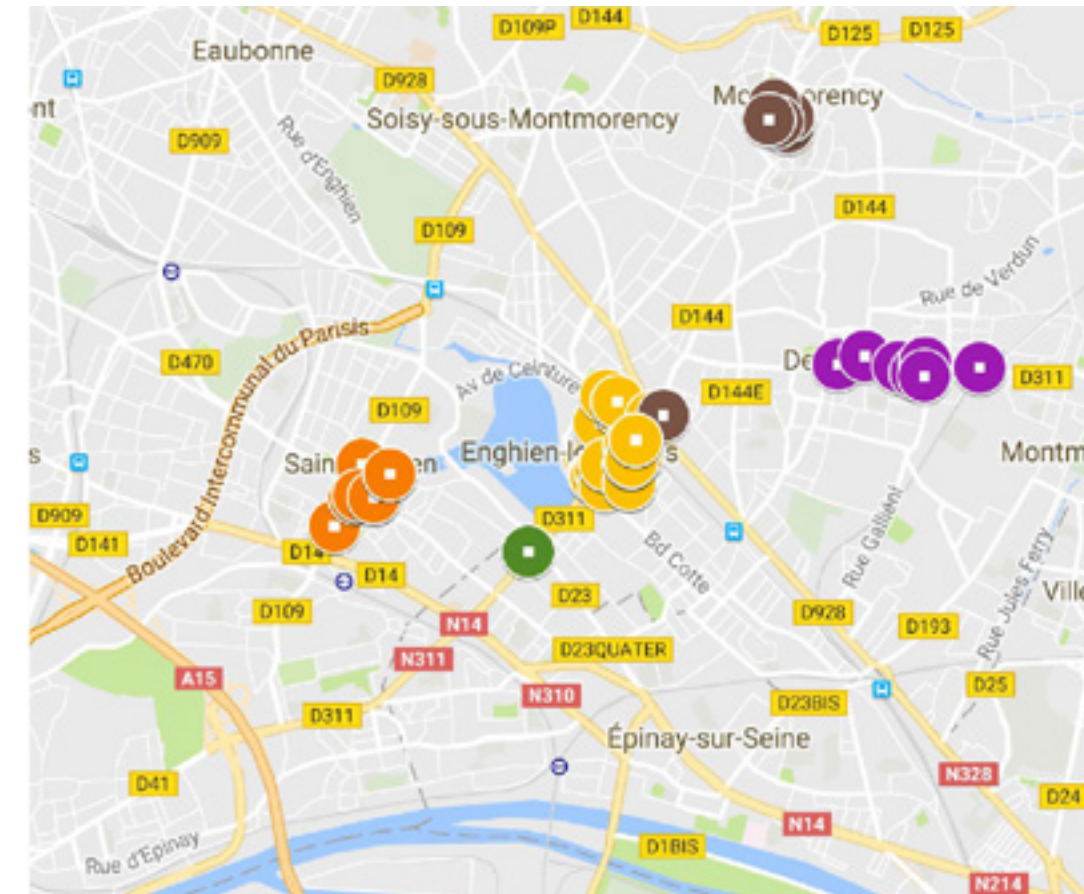 D144
D109P
D125
D125
Eaubonne
D928
nt
Soisy-sous-Montmorency
D909
Rue d'Enghien
D144
D109
Rue de Verdun
D144
Boulevard Intercommunal du Parisis
D470
Av de Ceinture
De
D311
D144E
D109
s
Enghien-le
s
Montm
Sain
en
D909
D311
D141
D14
Bd Cotte
Rue Gallieni
D14
Rue Jules Ferry
D23
Ville
D109
D928
N14
D193
D23QUATER
N311
A15
N310
D25
D23BIS
D311
Épinay-sur-Seine
N328
D41
D24
N14
Rue d'Epinay
D1BIS
N214